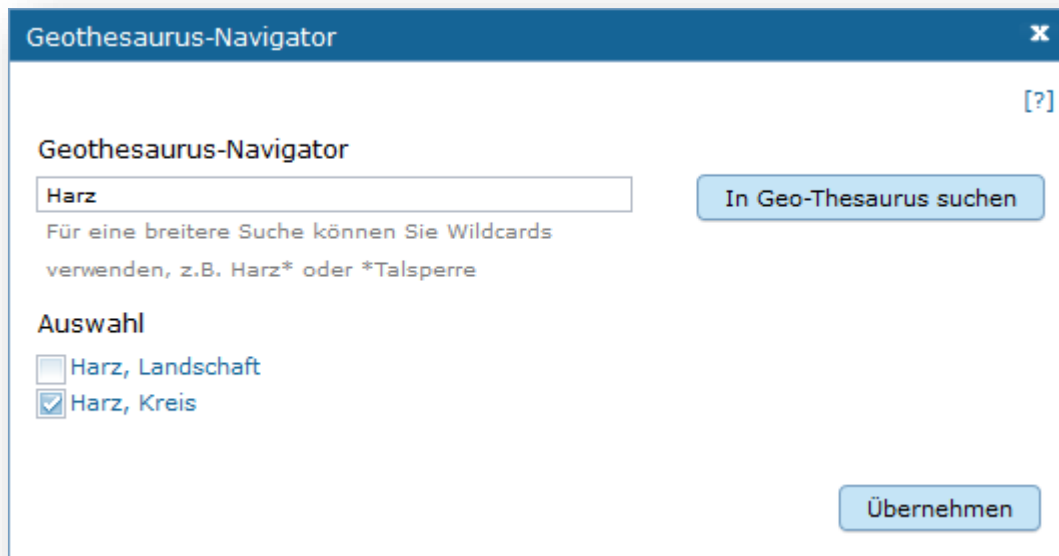 Geothesaurus-Navigator x
[?]
Geothesaurus-Navigator
Harz
In Geo-Thesaurus suchen
Für eine breitere Suche können Sie Wildcards
verwenden, z.B. Harz* oder *Talsperre
Auswahl
Harz, Landschaft
Harz, Kreis
Übernehmen